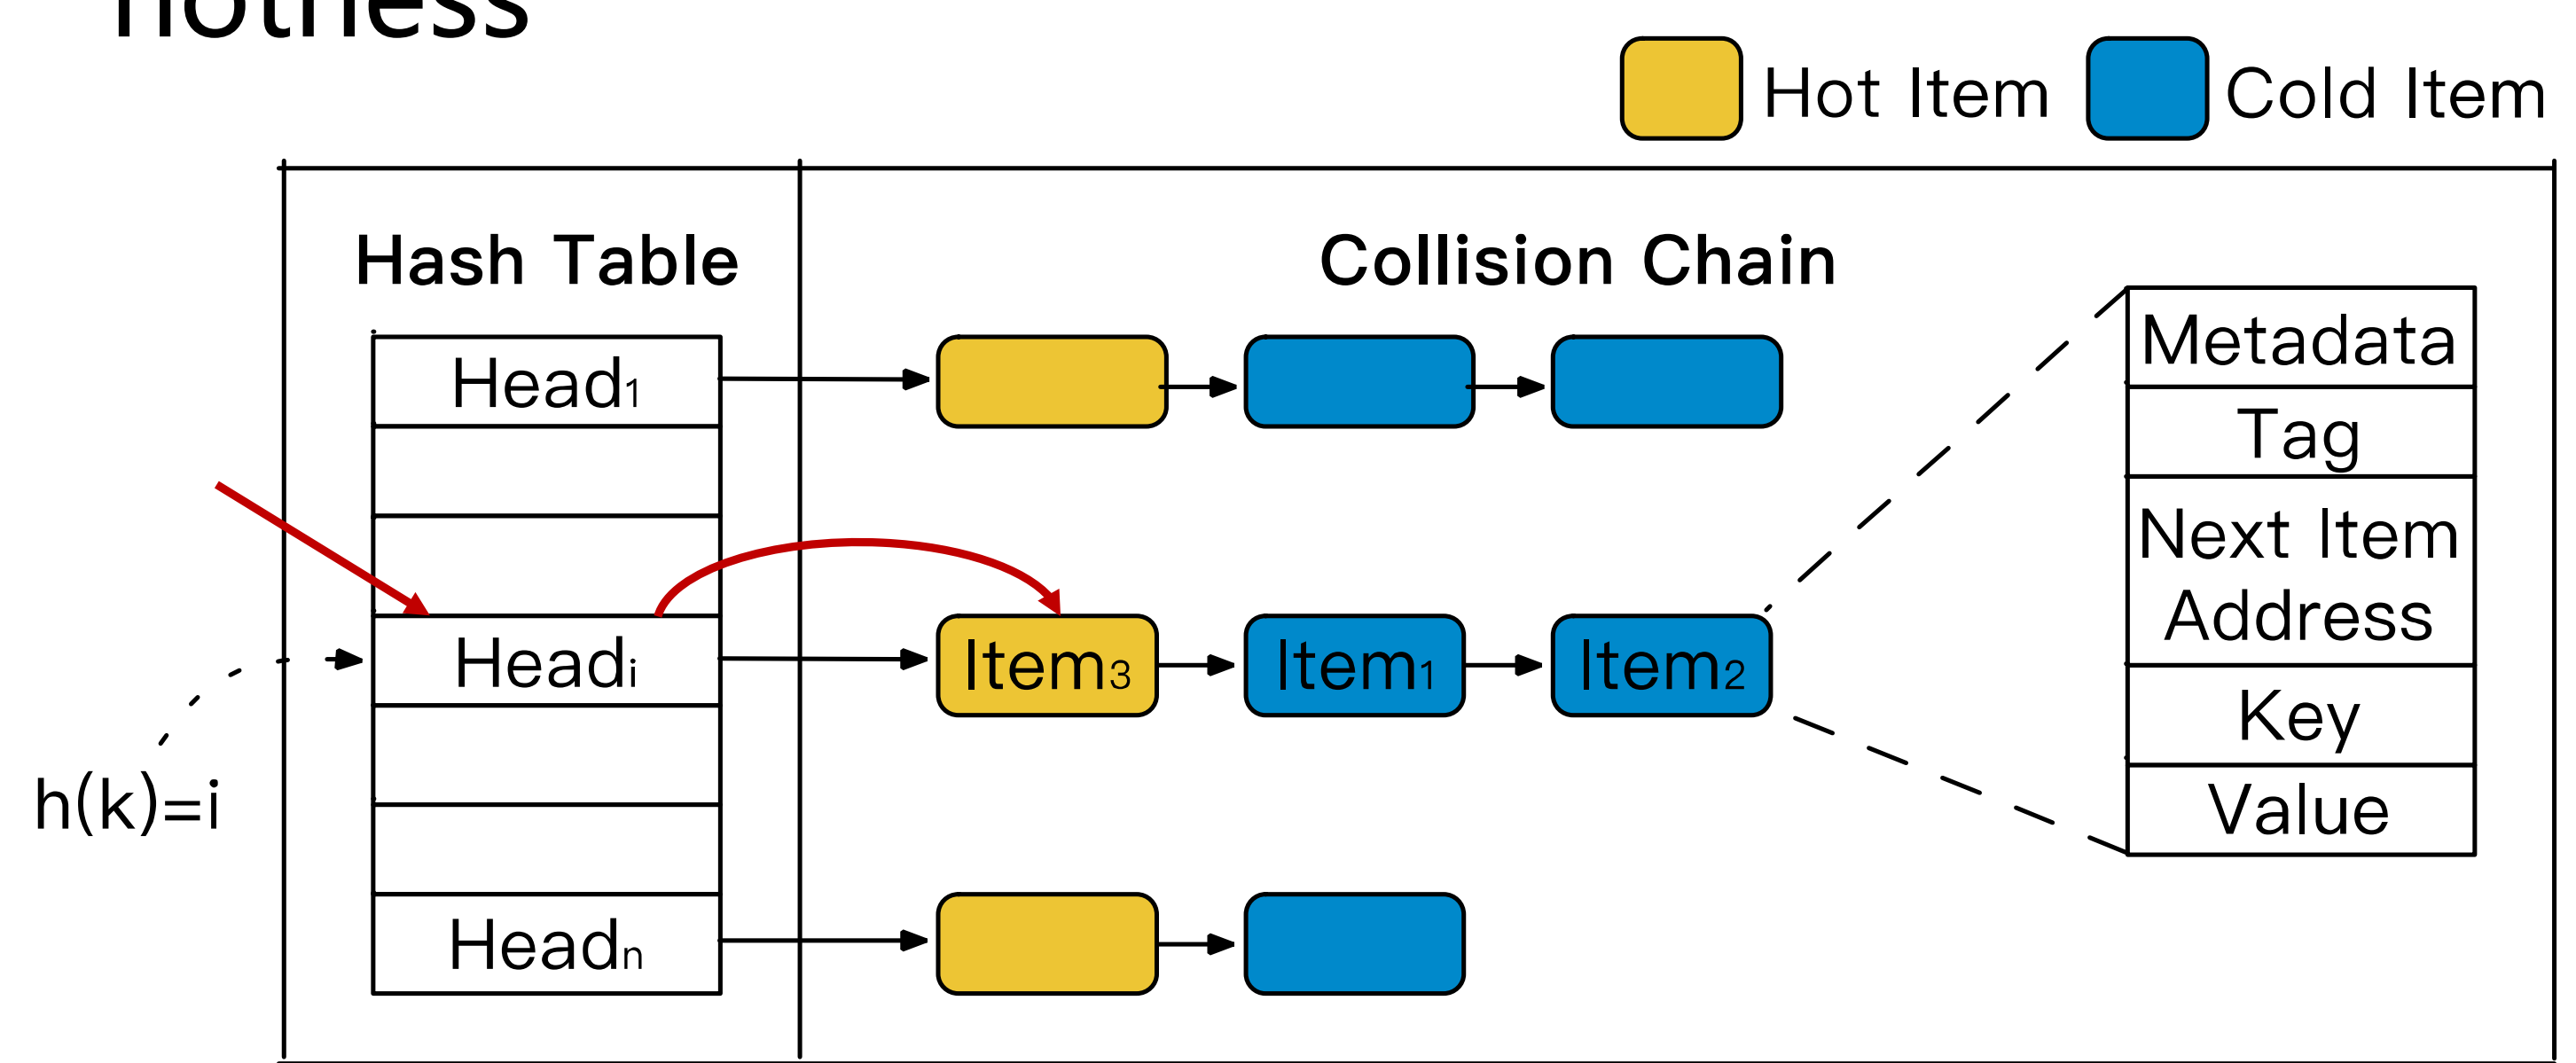 hotness
Hot Item
Cold Item
Hash Table
Collision Chain
Head₁
Headᵢ
Headₙ
h(k)=i
Item₃
Item₁
Item₂
Metadata
Tag
Next Item
Address
Key
Value